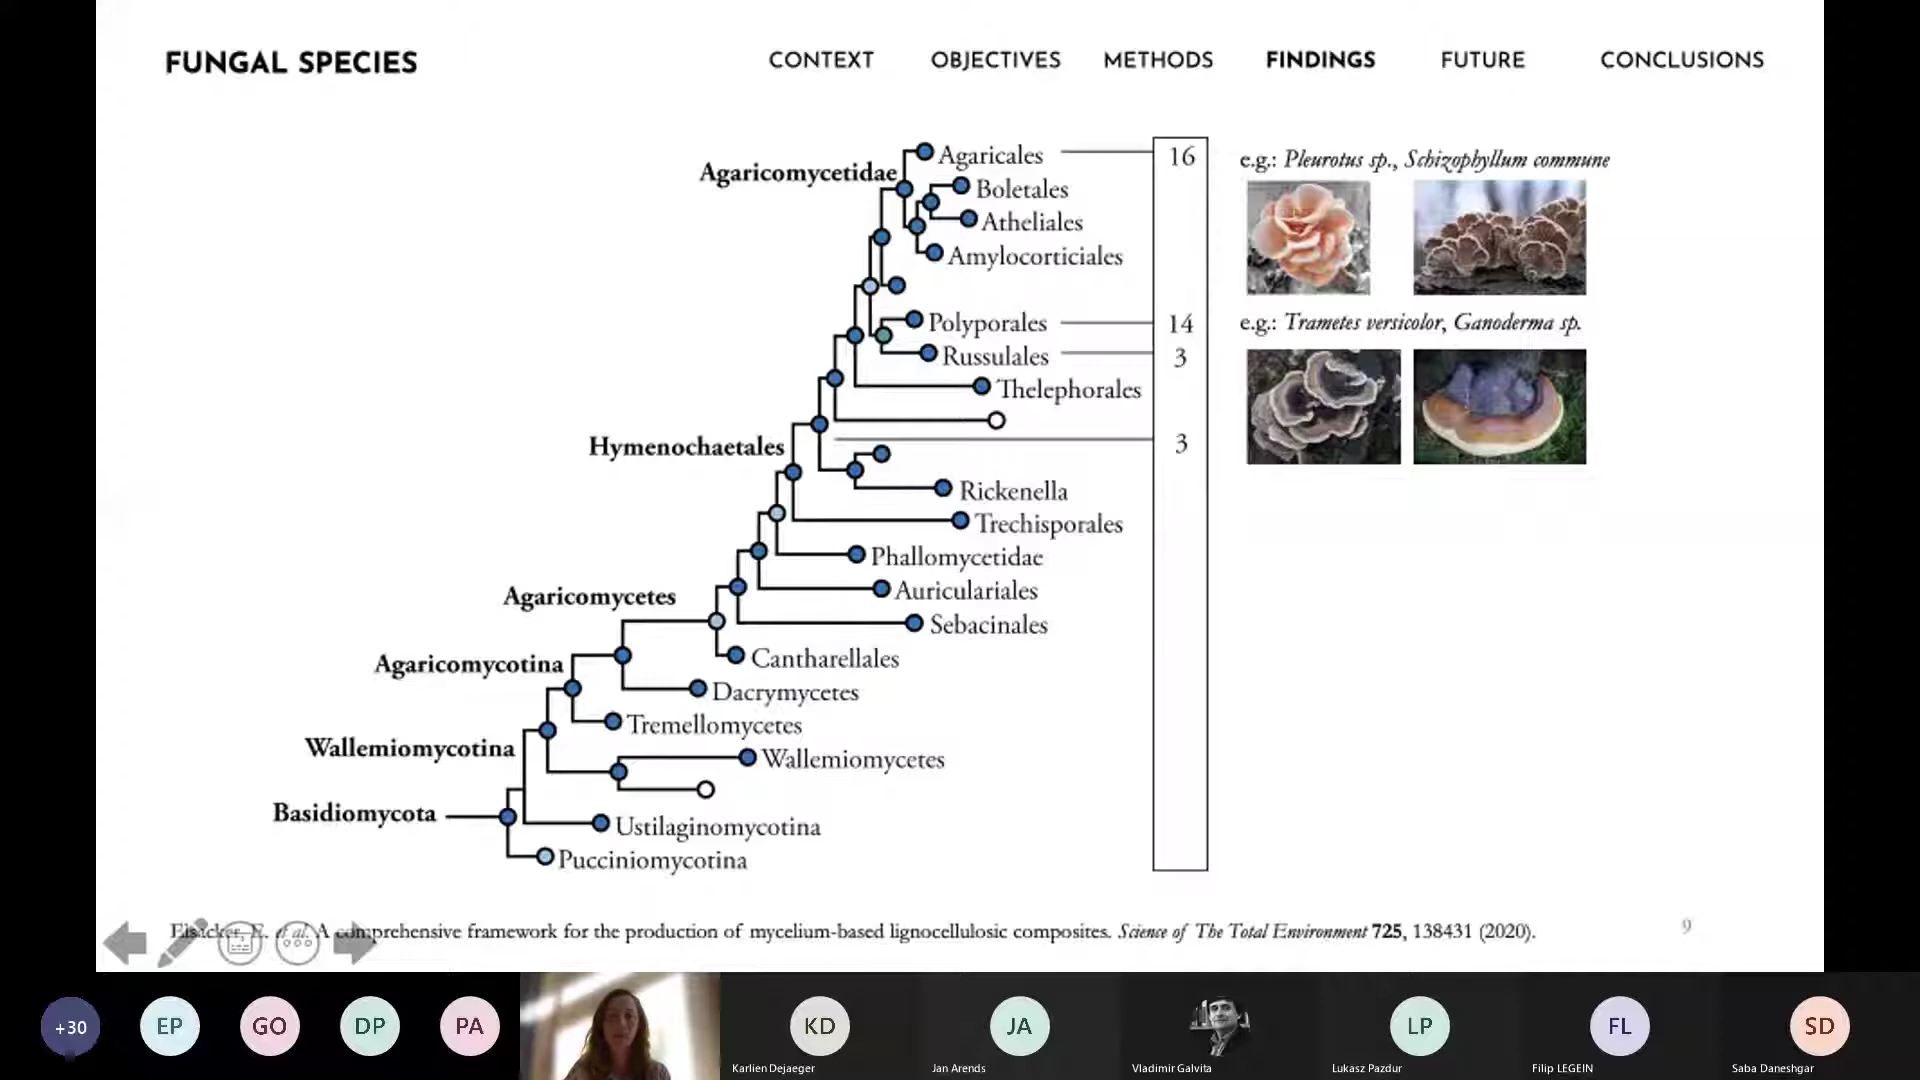 FUNGAL SPECIES
CONTEXT OBJECTIVES METHODS FINDINGS FUTURE CONCLUSIONS
Agaricales 16 e.g.: Pleurotus sp., Schizophyllum commune
Agaricomycetidae
Boletales
Atheliales
Amylocorticiales
Polyporales 14 e.g.: Trametes versicolor, Ganoderma sp.
Russulales 3
Thelephorales
Hymenochaetales 3
Rickenella
Trechisporales
Phallomycetidae
Auriculariales
Agaricomycetes
Sebacinales
Cantharellales
Agaricomycotina
Dacrymycetes
Tremellomycetes
Wallemiomycotina
Wallemiomycetes
Basidiomycota
Ustilaginomycotina
Pucciniomycotina
Elsacker, E. et al. A comprehensive framework for the production of mycelium-based lignocellulosic composites. Science of The Total Environment 725, 138431 (2020).
9
+30 EP GO DP PA KD JA LP FL SD
Karlien Dejaeger Jan Arends Vladimir Galvita Lukasz Pazdur Filip LEGEIN Saba Daneshgar